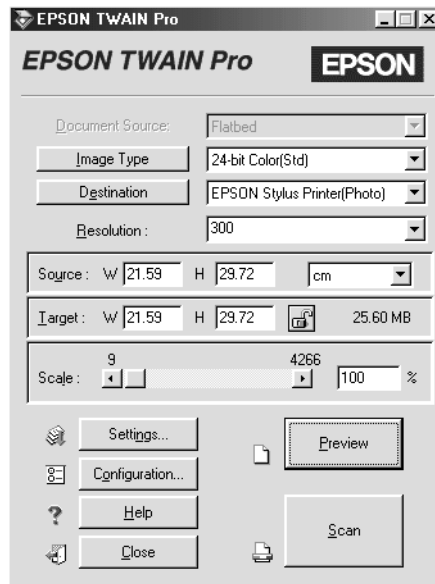 EPSON TWAIN Pro
EPSON TWAIN Pro EPSON
Document Source: Flatbed
Image Type 24-bit Color(Std)
Destination EPSON Stylus Printer(Photo)
Resolution : 300
Source : W 21.59 H 29.72 cm
Target : W 21.59 H 29.72 25.60 MB
9 4266
Scale : 100 %
Settings...
Configuration...
Preview
Help
Close
Scan